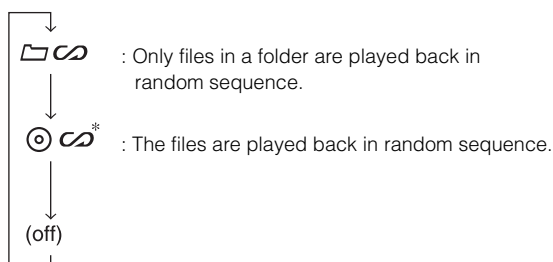 : Only files in a folder are played back in
random sequence.
* : The files are played back in random sequence.
(off)